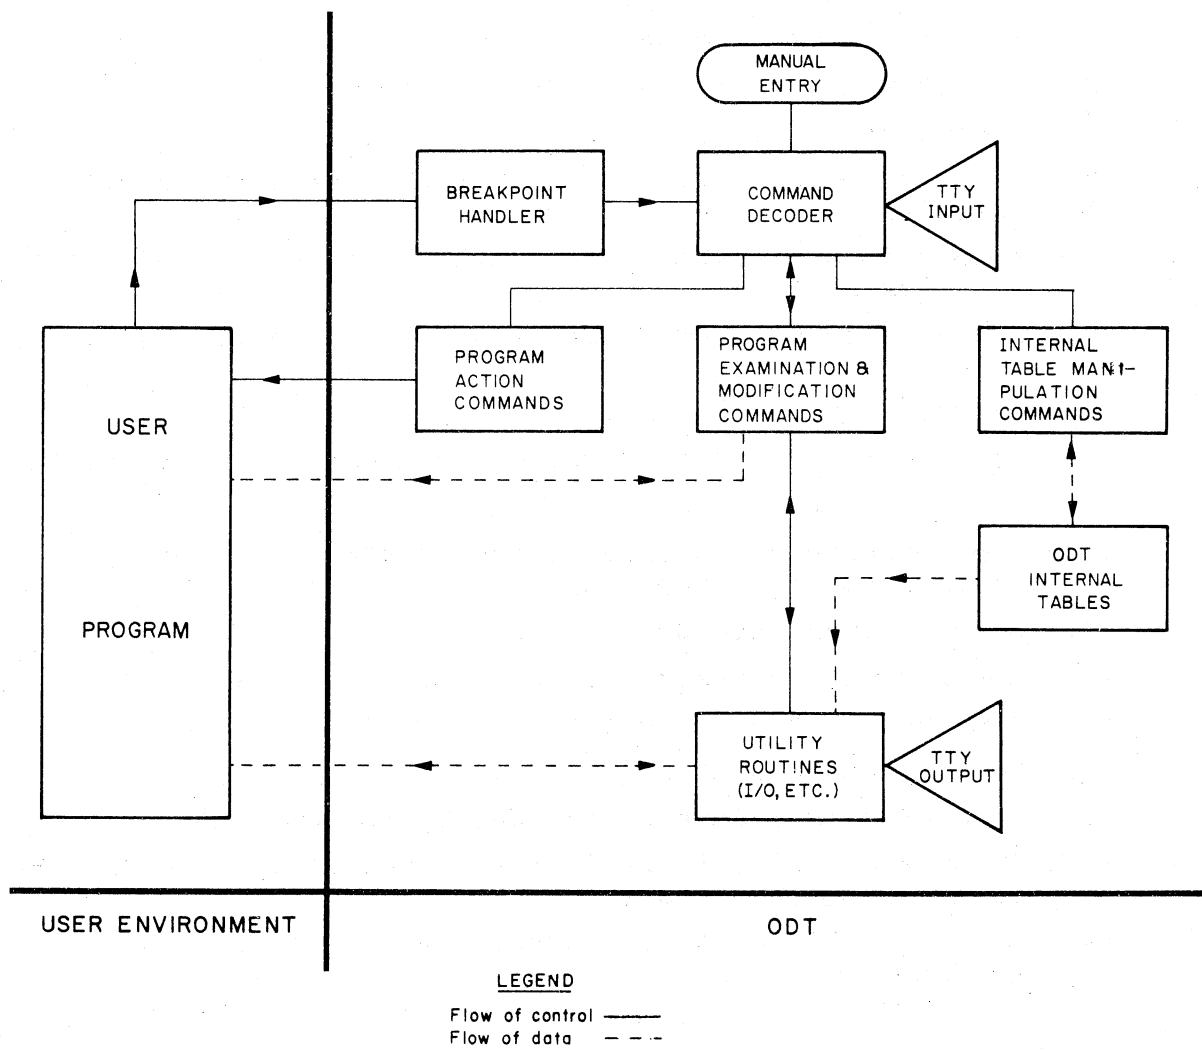 MANUAL
ENTRY
BREAKPOINT
HANDLER
COMMAND
DECODER
TTY
INPUT
PROGRAM
ACTION
COMMANDS
PROGRAM
EXAMINATION &
MODIFICATION
COMMANDS
INTERNAL
TABLE MANI-
PULATION
COMMANDS
USER
PROGRAM
ODT
INTERNAL
TABLES
UTILITY
ROUTINES
(I/O, ETC.)
TTY
OUTPUT
USER ENVIRONMENT
ODT
LEGEND
Flow of control
Flow of data